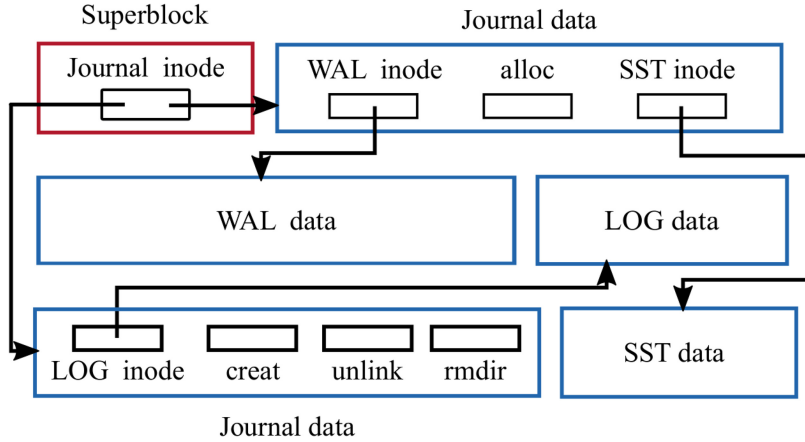 Superblock
Journal data
Journal inode
WAL inode
alloc
SST inode
WAL data
LOG data
LOG inode
creat
unlink
rmdir
SST data
Journal data